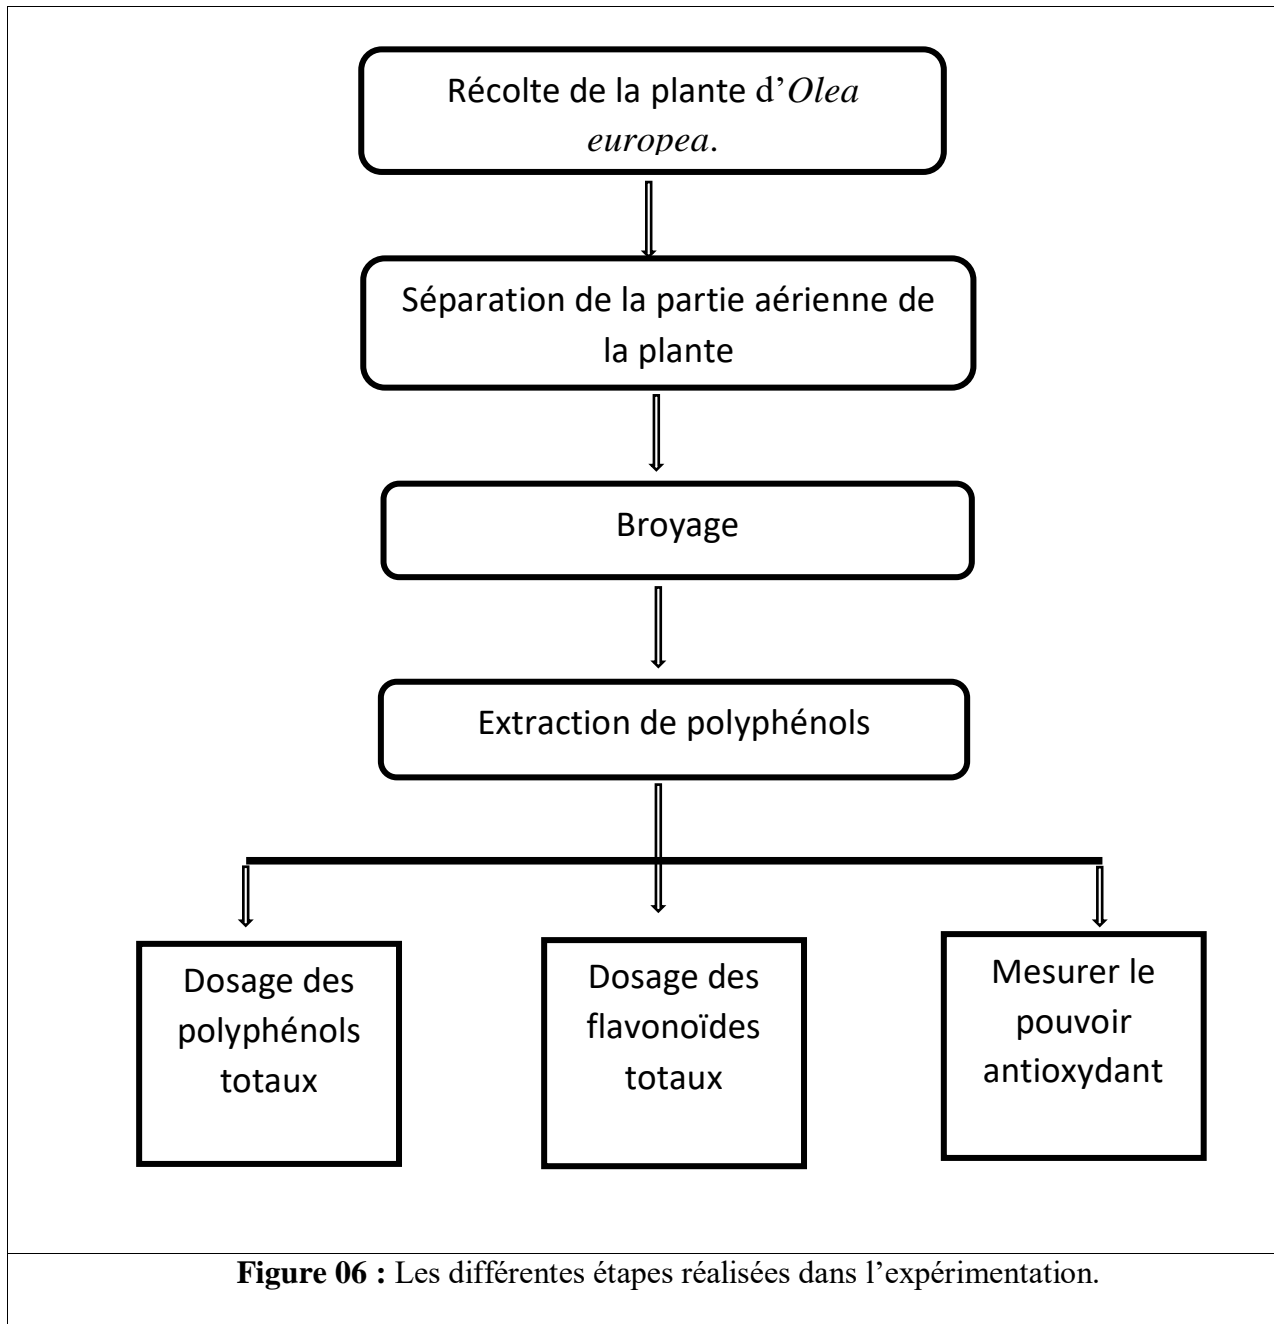 Récolte de la plante d’Olea
europea.
Séparation de la partie aérienne de
la plante
Broyage
Extraction de polyphénols
Dosage des
polyphénols
totaux
Dosage des
flavonoïdes
totaux
Mesurer le
pouvoir
antioxydant
Figure 06 : Les différentes étapes réalisées dans l’expérimentation.